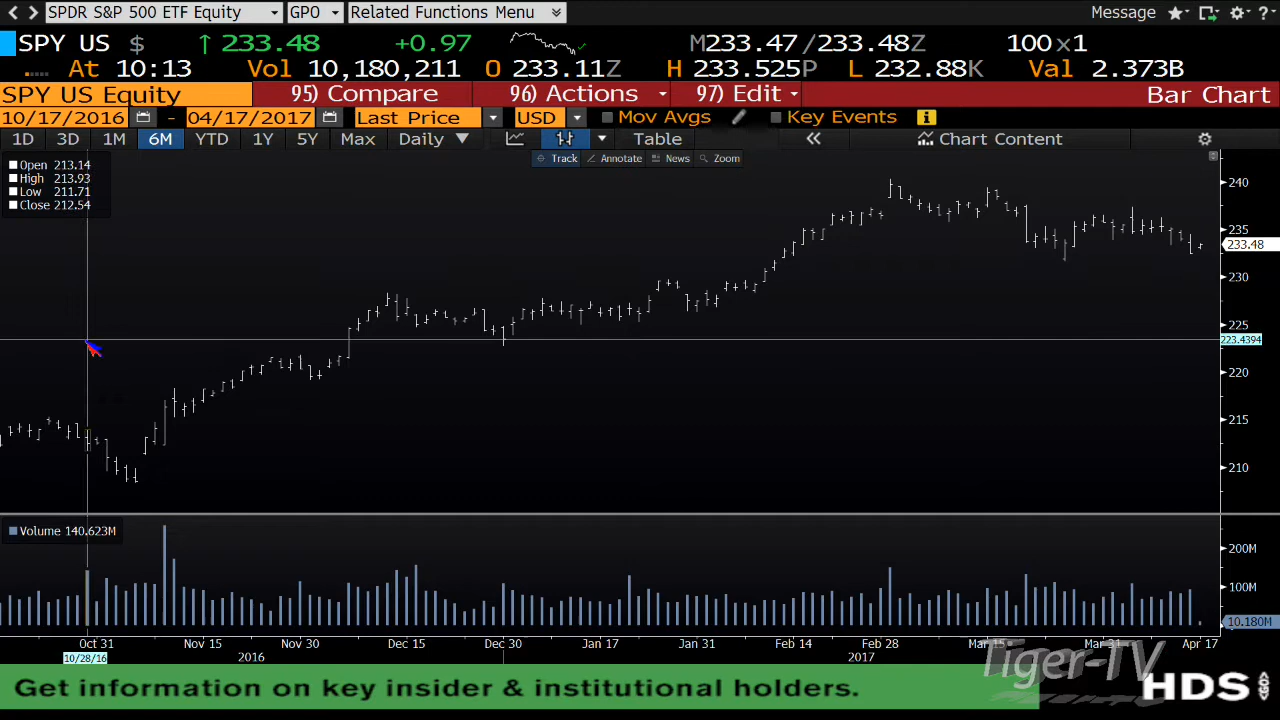 SPDR S&P 500 ETF Equity GPO Related Functions Menu Message ?
SPY US $ ↑ 233.48 +0.97 M233.47/233.48Z 100x1
At 10:13 Vol 10,180,211 O 233.11Z H 233.525P L 232.88K Val 2.373B
SPY US Equity 95) Compare 96) Actions 97) Edit Bar Chart
10/17/2016 - 04/17/2017 Last Price USD Mov Avgs Key Events
1D 3D 1M 6M YTD 1Y 5Y Max Daily ▼ Table « Chart Content
Track Annotate News Zoom
Open 213.14
High 213.93
Low 211.71
Close 212.54
240
235
233.48
230
225
223.4394
220
215
210
Volume 140.623M
200M
100M
10.180M
Oct 31 Nov 15 Nov 30 Dec 15 Dec 30 Jan 17 Jan 31 Feb 14 Feb 28 Mar 15 Mar 31 Apr 17
10/28/16 2016 2017
Tiger-TV
Get information on key insider & institutional holders.
HDS <GO>